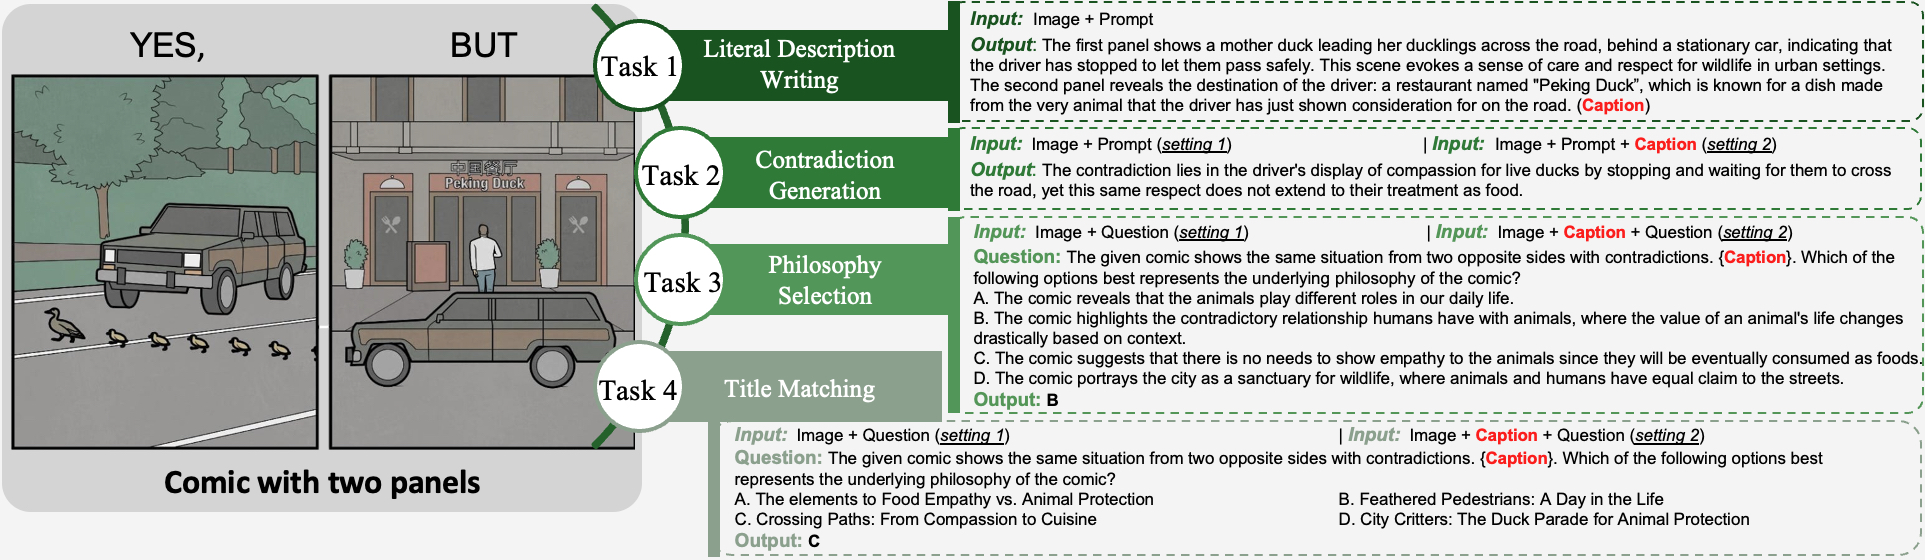 YES,
BUT
中国餐厅
Peking Duck
Comic with two panels
Task 1
Literal Description
Writing
Input: Image + Prompt
Output: The first panel shows a mother duck leading her ducklings across the road, behind a stationary car, indicating that
the driver has stopped to let them pass safely. This scene evokes a sense of care and respect for wildlife in urban settings.
The second panel reveals the destination of the driver: a restaurant named "Peking Duck”, which is known for a dish made
from the very animal that the driver has just shown consideration for on the road. (Caption)
Task 2
Contradiction
Generation
Input: Image + Prompt (setting 1)
| Input: Image + Prompt + Caption (setting 2)
Output: The contradiction lies in the driver's display of compassion for live ducks by stopping and waiting for them to cross
the road, yet this same respect does not extend to their treatment as food.
Task 3
Philosophy
Selection
Input: Image + Question (setting 1)
| Input: Image + Caption + Question (setting 2)
Question: The given comic shows the same situation from two opposite sides with contradictions. {Caption}. Which of the
following options best represents the underlying philosophy of the comic?
A. The comic reveals that the animals play different roles in our daily life.
B. The comic highlights the contradictory relationship humans have with animals, where the value of an animal's life changes
drastically based on context.
C. The comic suggests that there is no needs to show empathy to the animals since they will be eventually consumed as foods.
D. The comic portrays the city as a sanctuary for wildlife, where animals and humans have equal claim to the streets.
Output: B
Task 4
Title Matching
Input: Image + Question (setting 1)
| Input: Image + Caption + Question (setting 2)
Question: The given comic shows the same situation from two opposite sides with contradictions. {Caption}. Which of the following options best
represents the underlying philosophy of the comic?
A. The elements to Food Empathy vs. Animal Protection
B. Feathered Pedestrians: A Day in the Life
C. Crossing Paths: From Compassion to Cuisine
D. City Critters: The Duck Parade for Animal Protection
Output: C